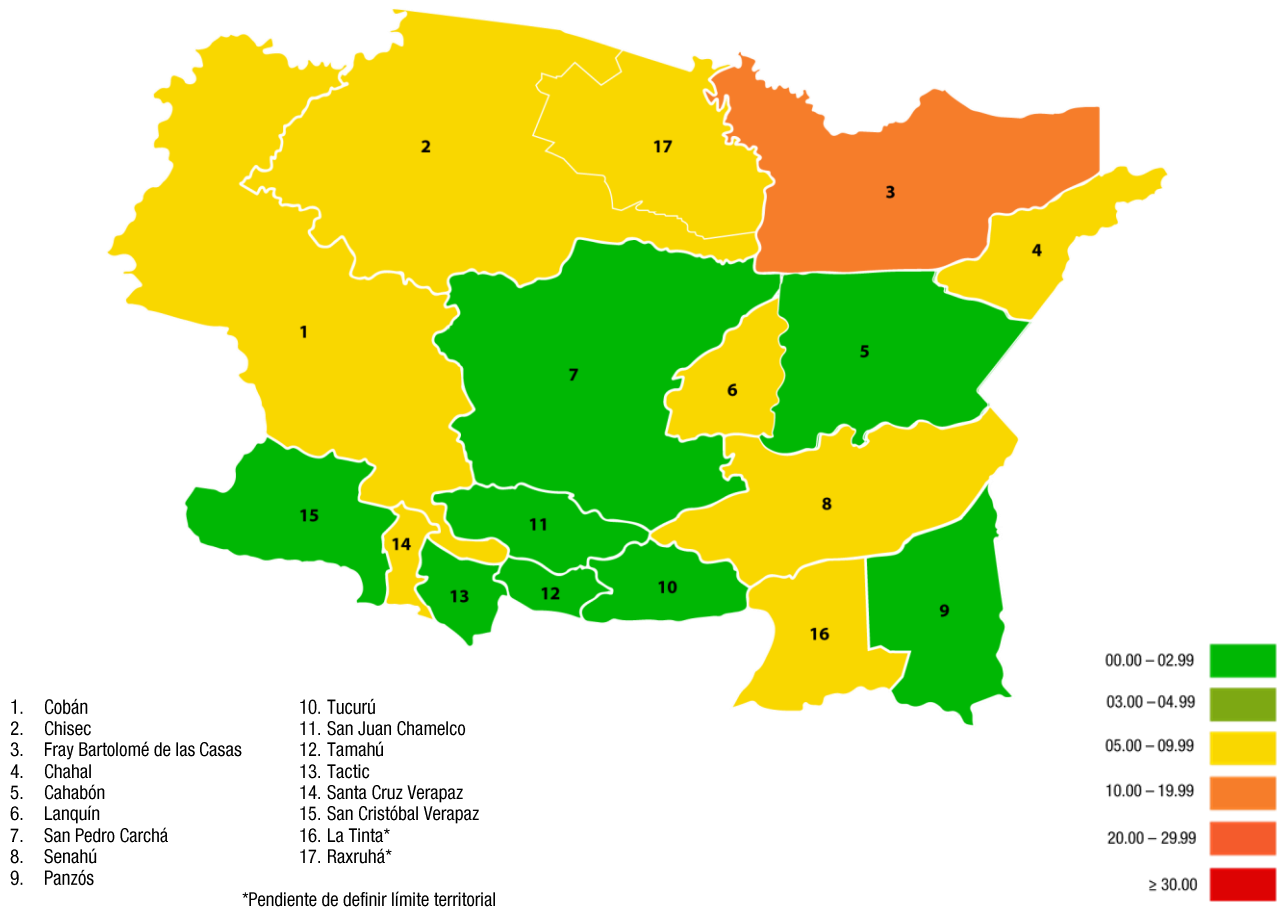 2
17
3
4
1
5
7
6
8
15
11
14
10
12
13
9
16
00.00 – 02.99
03.00 – 04.99
05.00 – 09.99
10.00 – 19.99
20.00 – 29.99
≥ 30.00
1. Cobán
2. Chisec
3. Fray Bartolomé de las Casas
4. Chahal
5. Cahabón
6. Lanquín
7. San Pedro Carchá
8. Senahú
9. Panzós
10. Tucurú
11. San Juan Chamelco
12. Tamahú
13. Tactic
14. Santa Cruz Verapaz
15. San Cristóbal Verapaz
16. La Tinta*
17. Raxruhá*
*Pendiente de definir límite territorial